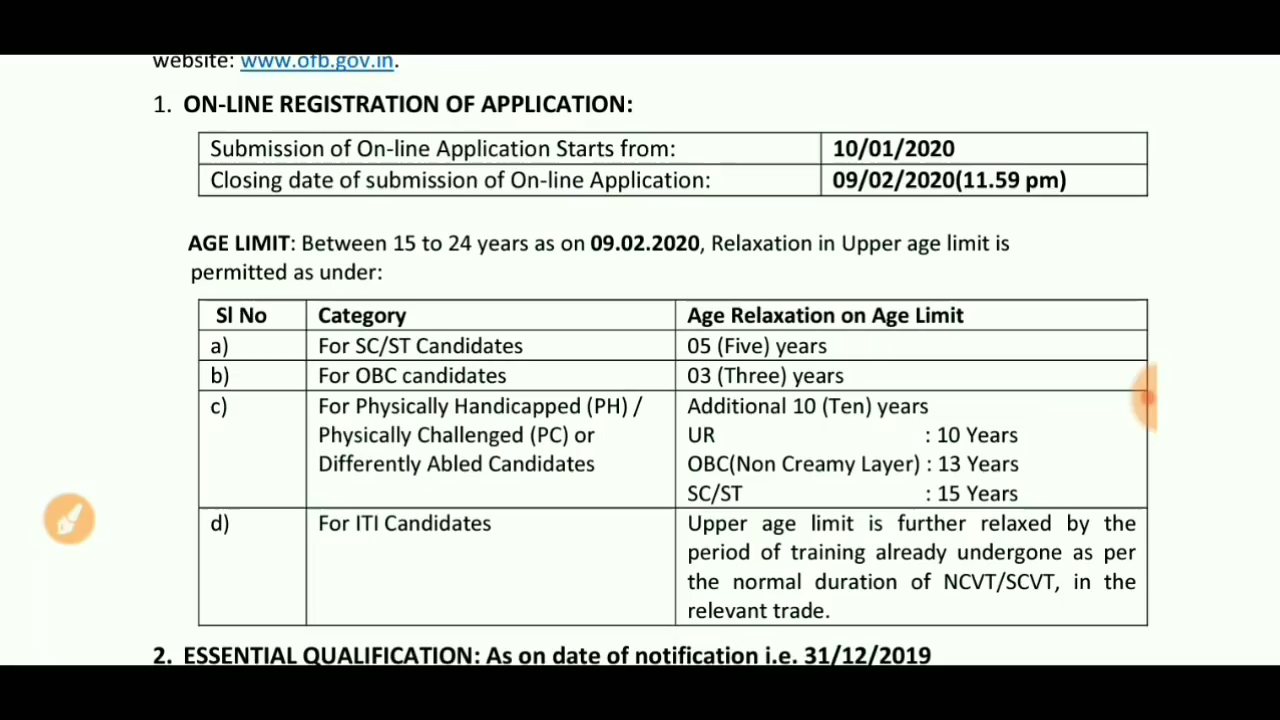 website: www.ofb.gov.in.
1. ON-LINE REGISTRATION OF APPLICATION:
Submission of On-line Application Starts from: 10/01/2020
Closing date of submission of On-line Application: 09/02/2020(11.59 pm)
AGE LIMIT: Between 15 to 24 years as on 09.02.2020, Relaxation in Upper age limit is
permitted as under:
Sl No Category Age Relaxation on Age Limit
a) For SC/ST Candidates 05 (Five) years
b) For OBC candidates 03 (Three) years
c) For Physically Handicapped (PH) / Additional 10 (Ten) years
Physically Challenged (PC) or UR : 10 Years
Differently Abled Candidates OBC(Non Creamy Layer) : 13 Years
SC/ST : 15 Years
d) For ITI Candidates Upper age limit is further relaxed by the
period of training already undergone as per
the normal duration of NCVT/SCVT, in the
relevant trade.
2. ESSENTIAL QUALIFICATION: As on date of notification i.e. 31/12/2019